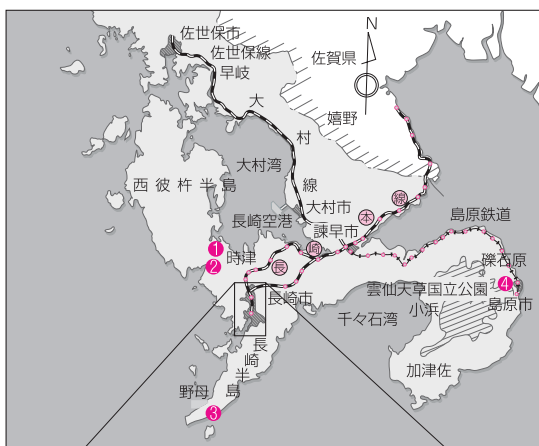 佐世保市
佐世保線
早岐
佐賀県
N
嬉野
大村線
大村湾
西彼杵半島
長崎空港
大村市
諫早市
長崎本線
島原鉄道
1
2
時津
礫石原
雲仙天草国立公園
4
島原市
小浜
長崎市
千々石湾
加津佐
長崎半島
野母
3